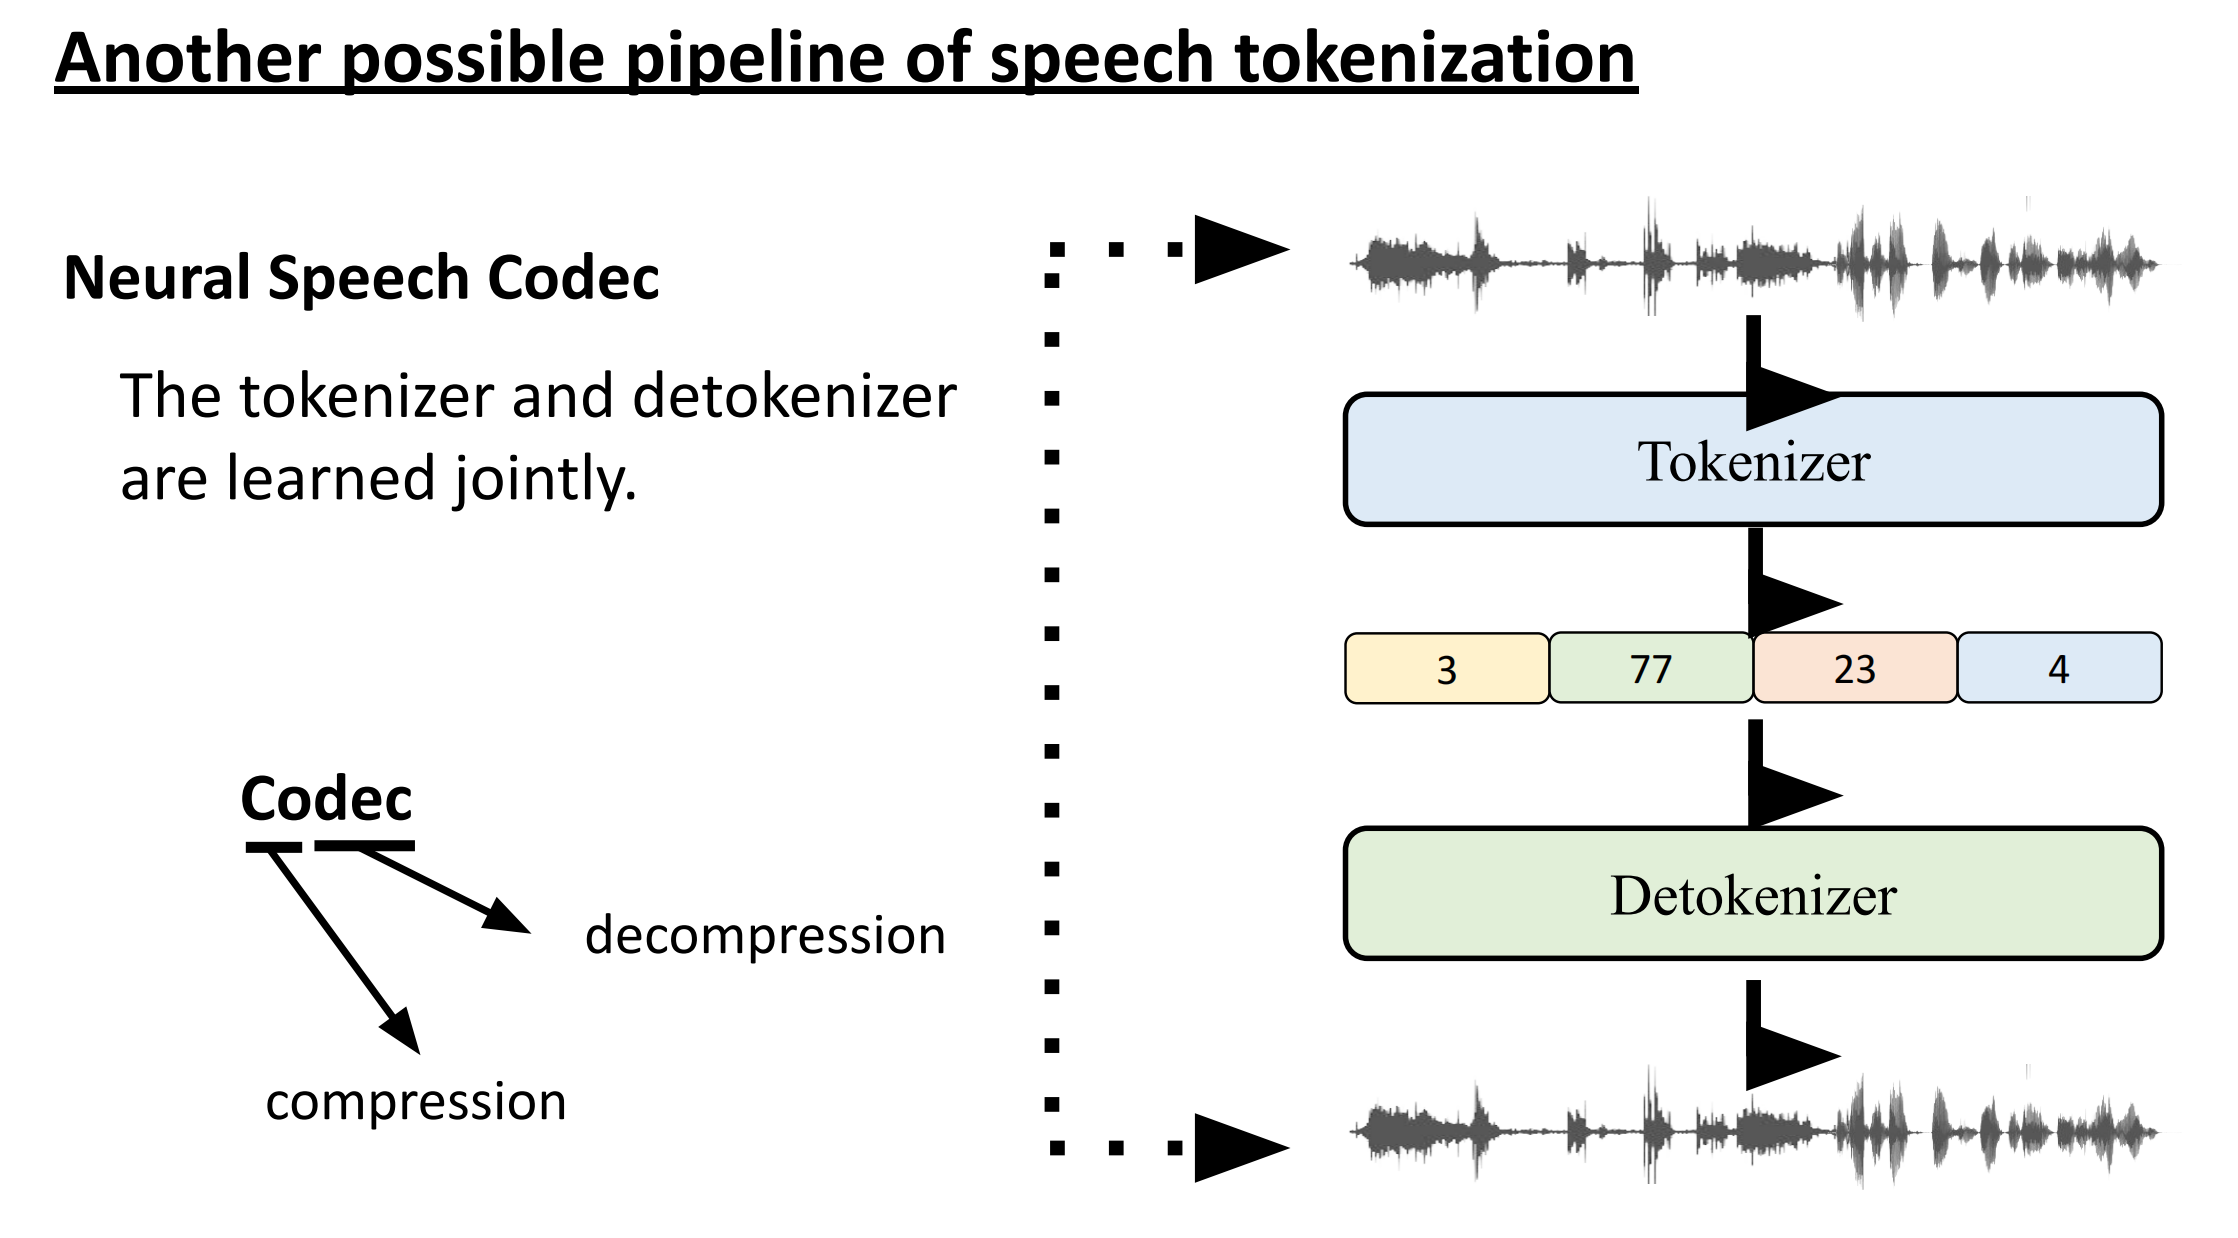 Another possible pipeline of speech tokenization
Neural Speech Codec
The tokenizer and detokenizer
are learned jointly.
Codec
decompression
compression
Tokenizer
3 77 23 4
Detokenizer